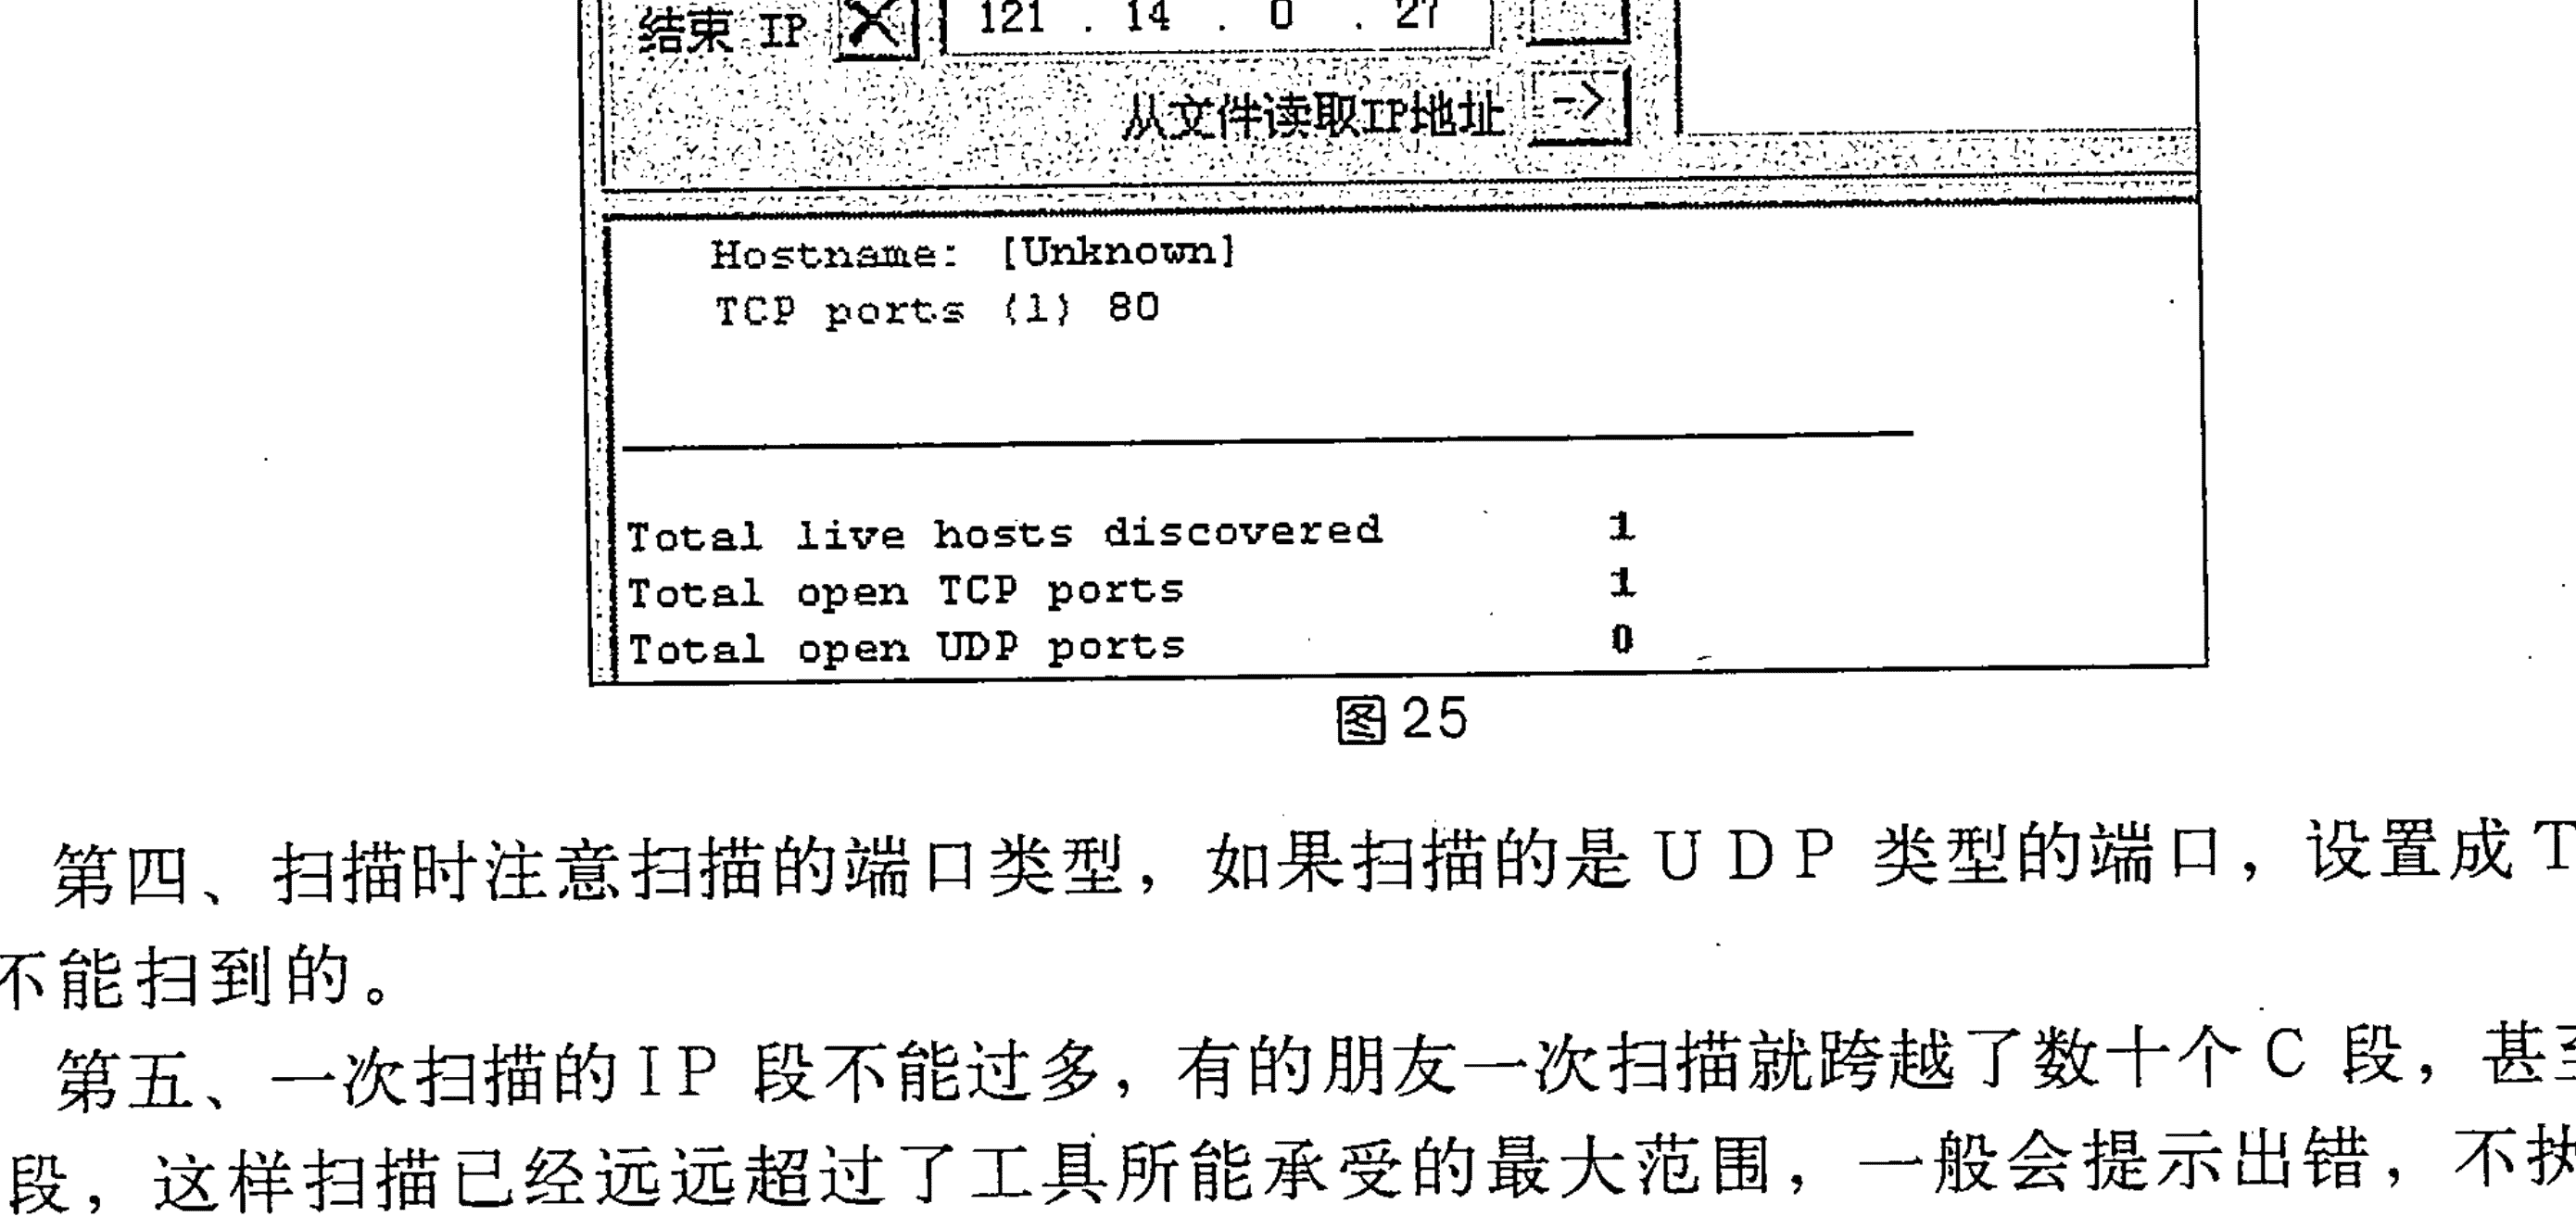 结束 IP 121 . 14 . 0 . 27
从文件读取IP地址 ->
Hostname: [Unknown]
TCP ports (1) 80
Total live hosts discovered 1
Total open TCP ports 1
Total open UDP ports 0
图25
第四、扫描时注意扫描的端口类型，如果扫描的是UDP 类型的端口，设置成T
不能扫到的。
第五、一次扫描的IP 段不能过多，有的朋友一次扫描就跨越了数十个C 段，甚至
段，这样扫描已经远远超过了工具所能承受的最大范围，一般会提示出错，不执